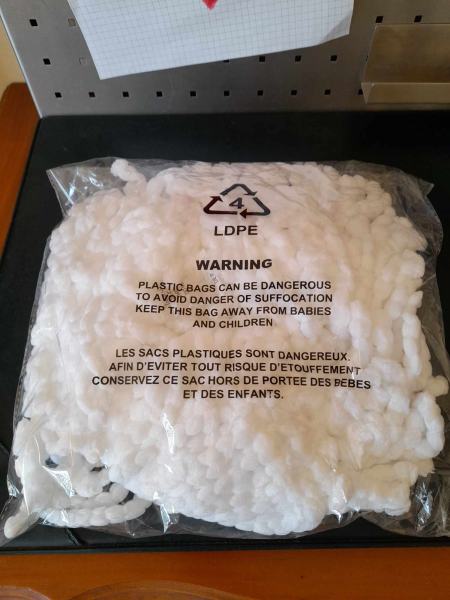 4
LDPE
WARNING
PLASTIC BAGS CAN BE DANGEROUS
TO AVOID DANGER OF SUFFOCATION
KEEP THIS BAG AWAY FROM BABIES
AND CHILDREN
LES SACS PLASTIQUES SONT DANGEREUX.
AFIN D'EVITER TOUT RISQUE D'ETOUFFEMENT
CONSERVEZ CE SAC HORS DE PORTEE DES BEBES
ET DES ENFANTS.